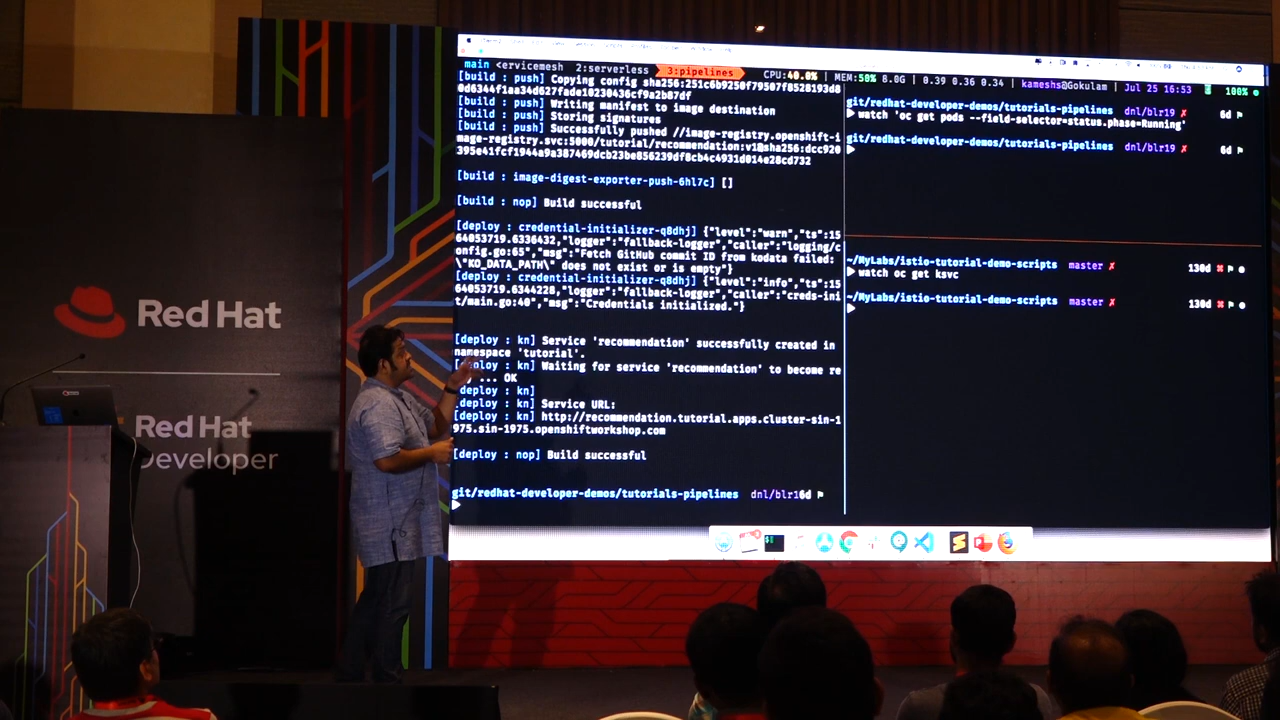 main <ervicemesh 2:serverless 3:pipelines CPU:40.0% | MEM:50% 8.0G | 0.39 0.36 0.34 | kameshs@Gokulam | Jul 25 16:53 100%
[build : push] Copying config sha256:251c6b9250f79507f8528193d8
0d6344f1aa34d627fade10230436cf9a2b87df
[build : push] Writing manifest to image destination
[build : push] Storing signatures
[build : push] Successfully pushed //image-registry.openshift-i
mage-registry.svc:5000/tutorial/recommendation:v1@sha256:dcc920
395e41fcf1944a9a387469dcb23be856239df8cb4c4931d014e28cd732
[build : image-digest-exporter-push-6hl7c] []
[build : nop] Build successful
[deploy : credential-initializer-q8dhj] {"level":"warn","ts":15
64053719.6336432,"logger":"fallback-logger","caller":"logging/c
onfig.go:65","msg":"Fetch GitHub commit ID from kodata failed:
\"KO_DATA_PATH\" does not exist or is empty"}
[deploy : credential-initializer-q8dhj] {"level":"info","ts":15
64053719.6344228,"logger":"fallback-logger","caller":"creds-ini
t/main.go:40","msg":"Credentials initialized."}
[deploy : kn] Service 'recommendation' successfully created in
namespace 'tutorial'.
[deploy : kn] Waiting for service 'recommendation' to become re
... OK
[deploy : kn]
[deploy : kn] Service URL:
[deploy : kn] http://recommendation.tutorial.apps.cluster-sin-1
975.sin-1975.openshiftworkshop.com
[deploy : nop] Build successful
git/redhat-developer-demos/tutorials-pipelines dnl/blr16d
git/redhat-developer-demos/tutorials-pipelines dnl/blr19 ✗ 6d
watch 'oc get pods --field-selector=status.phase=Running'
git/redhat-developer-demos/tutorials-pipelines dnl/blr19 ✗ 6d
~/MyLabs/istio-tutorial-demo-scripts master ✗ 130d
watch oc get ksvc
~/MyLabs/istio-tutorial-demo-scripts master ✗ 130d
Red Hat
Red Hat
Developer